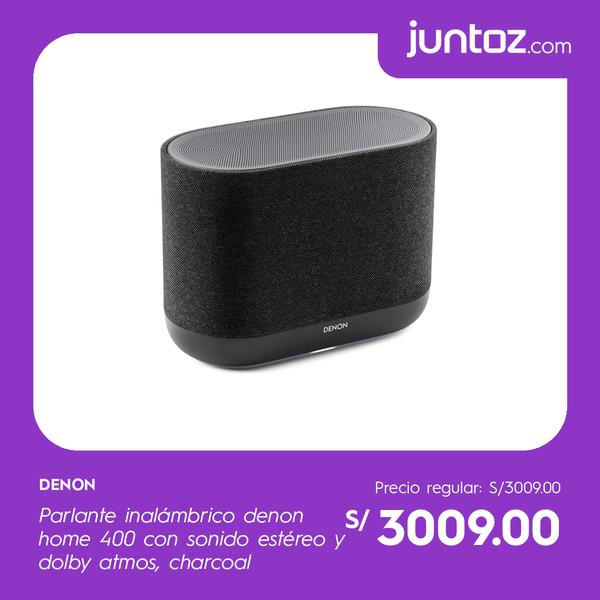 juntoz.com
DENON
DENON
Precio regular: S/3009.00
Parlante inalámbrico denon
home 400 con sonido estéreo y
dolby atmos, charcoal
S/ 3009.00